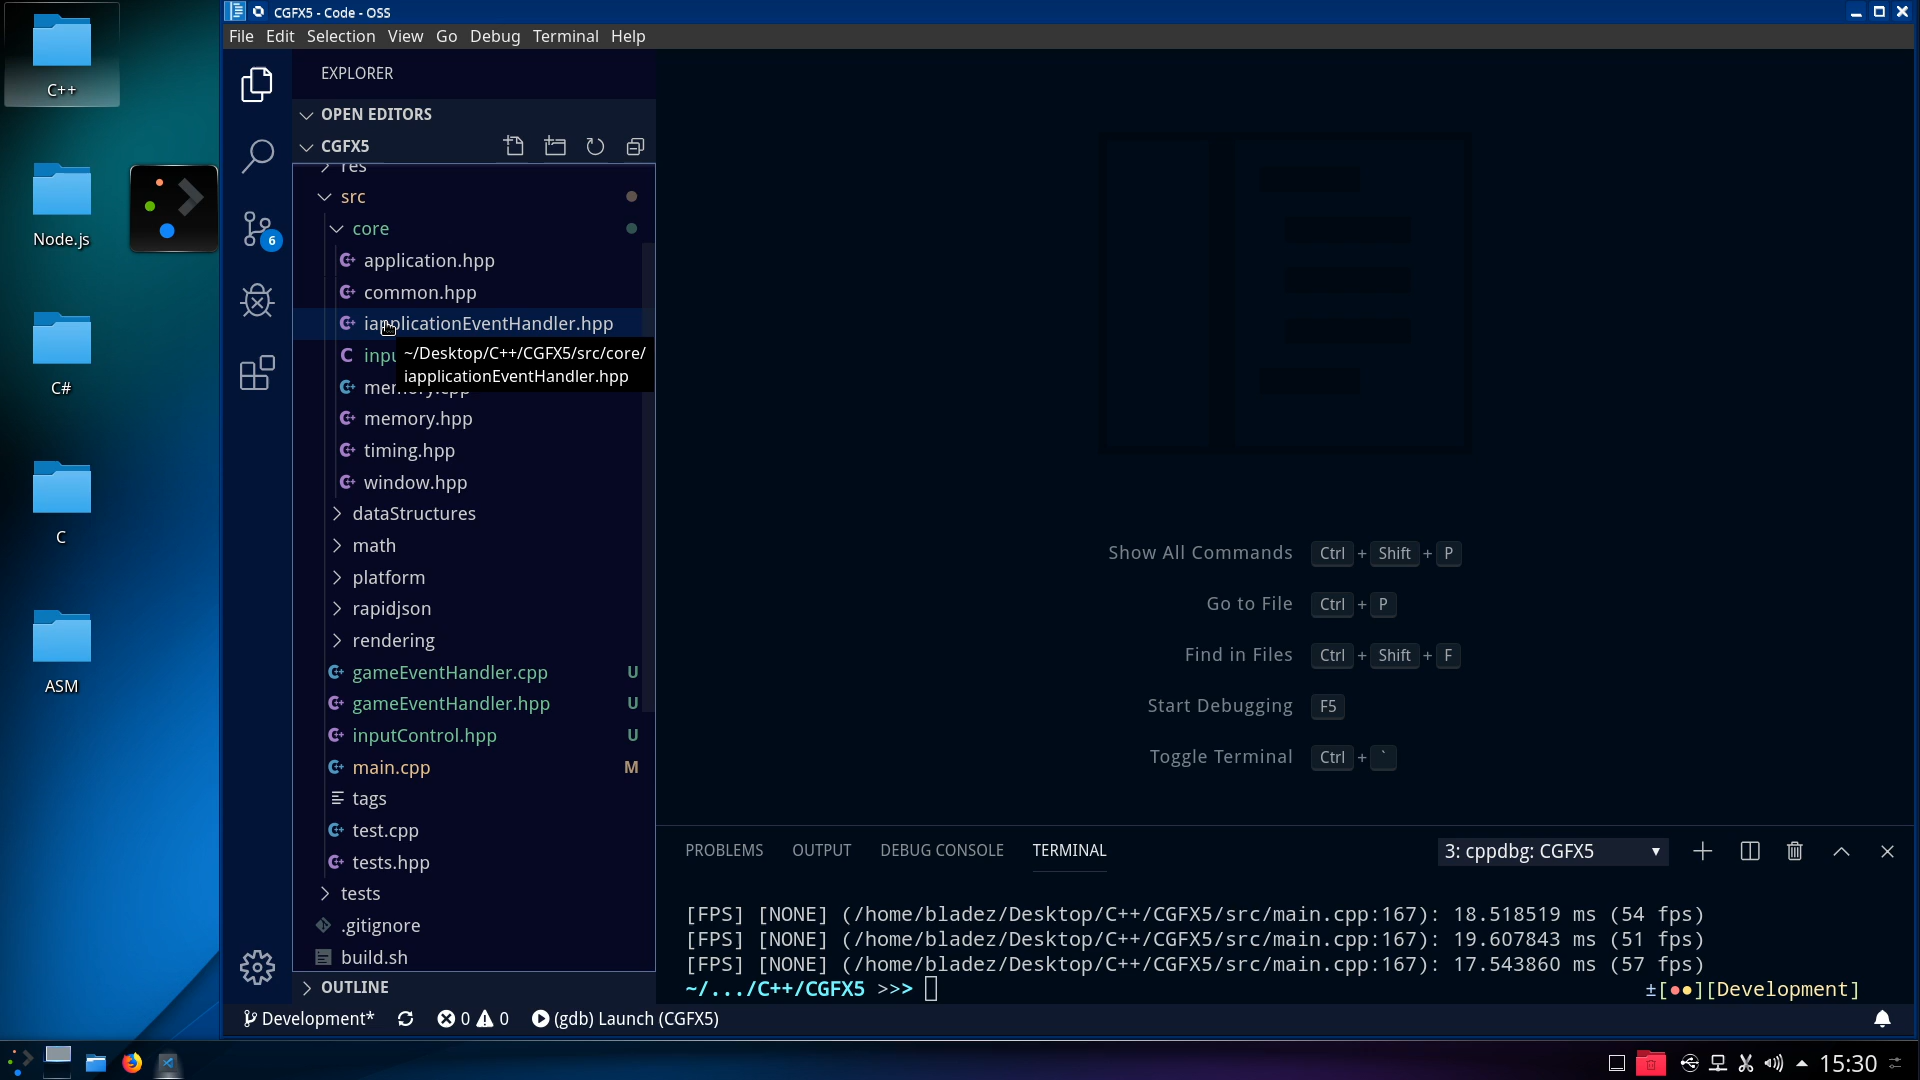 CGFX5 - Code - OSS
File Edit Selection View Go Debug Terminal Help
C++
Node.js
C#
C
ASM
EXPLORER
OPEN EDITORS
CGFX5
res
src
core
application.hpp
common.hpp
iapplicationEventHandler.hpp
~/Desktop/C++/CGFX5/src/core/
iapplicationEventHandler.hpp
memory.cpp
memory.hpp
timing.hpp
window.hpp
dataStructures
math
platform
rapidjson
rendering
gameEventHandler.cpp U
gameEventHandler.hpp U
inputControl.hpp U
main.cpp M
tags
test.cpp
tests.hpp
tests
.gitignore
build.sh
OUTLINE
6
Show All Commands Ctrl + Shift + P
Go to File Ctrl + P
Find in Files Ctrl + Shift + F
Start Debugging F5
Toggle Terminal Ctrl + `
PROBLEMS OUTPUT DEBUG CONSOLE TERMINAL 3: cppdbg: CGFX5
[FPS] [NONE] (/home/bladez/Desktop/C++/CGFX5/src/main.cpp:167): 18.518519 ms (54 fps)
[FPS] [NONE] (/home/bladez/Desktop/C++/CGFX5/src/main.cpp:167): 19.607843 ms (51 fps)
[FPS] [NONE] (/home/bladez/Desktop/C++/CGFX5/src/main.cpp:167): 17.543860 ms (57 fps)
~/.../C++/CGFX5 >>> ±[●●][Development]
Development* 0 0 (gdb) Launch (CGFX5)
15:30